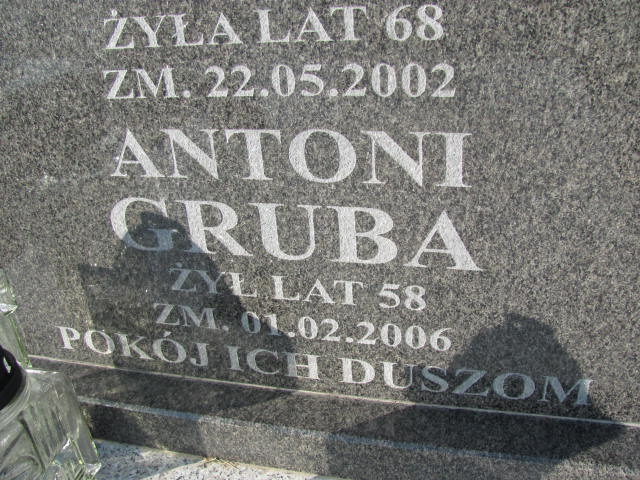 ŻYŁA LAT 68
ZM. 22.05.2002
ANTONI
GRUBA
ŻYŁ LAT 58
ZM. 01.02.2006
POKÓJ ICH DUSZOM